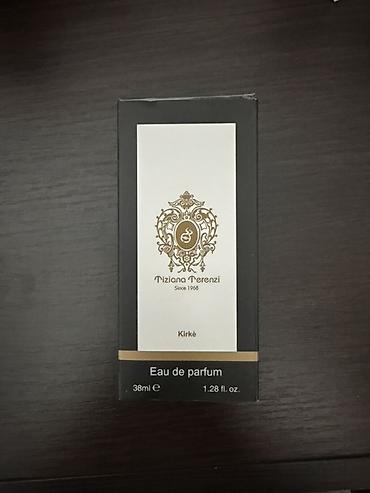 Tiziana Terenzi
Since 1968
Kirkè
Eau de parfum
38ml ℮ 1.28 fl. oz.